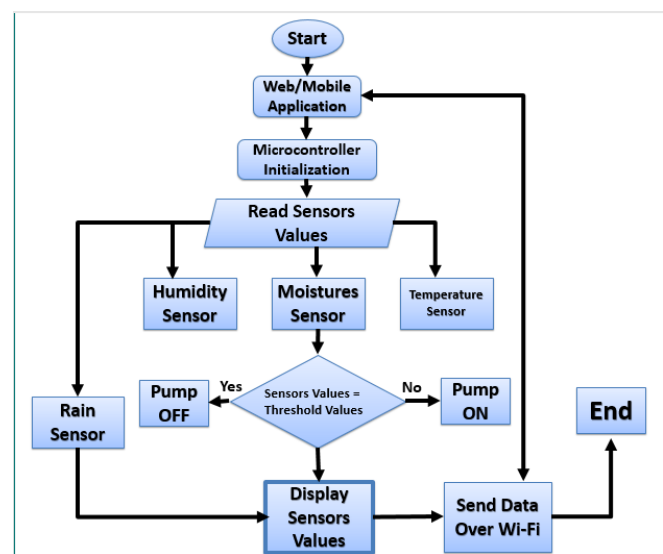 Start
Web/Mobile
Application
Microcontroller
Initialization
Read Sensors
Values
Humidity
Sensor
Moistures
Sensor
Temperature
Sensor
Rain
Sensor
Pump
OFF
Yes
Sensors Values =
Threshold Values
No
Pump
ON
End
Display
Sensors
Values
Send Data
Over Wi-Fi